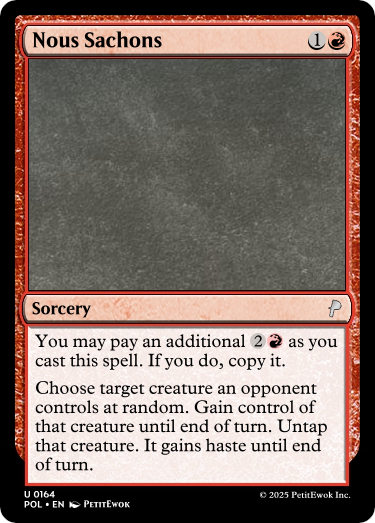 Nous Sachons 1
Sorcery
You may pay an additional 2 as you
cast this spell. If you do, copy it.
Choose target creature an opponent
controls at random. Gain control of
that creature until end of turn. Untap
that creature. It gains haste until end
of turn.
U 0164
POL • EN PetitEwok © 2025 PetitEwok Inc.